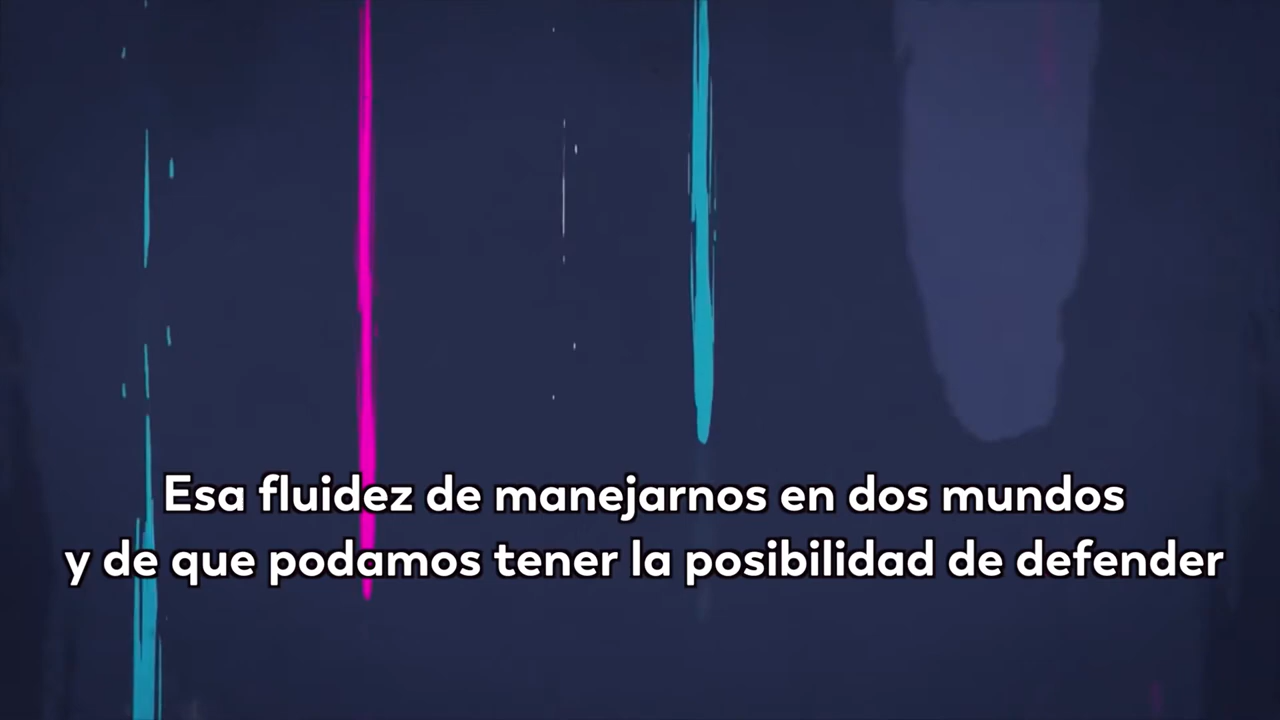 Esa fluidez de manejarnos en dos mundos
y de que podamos tener la posibilidad de defender